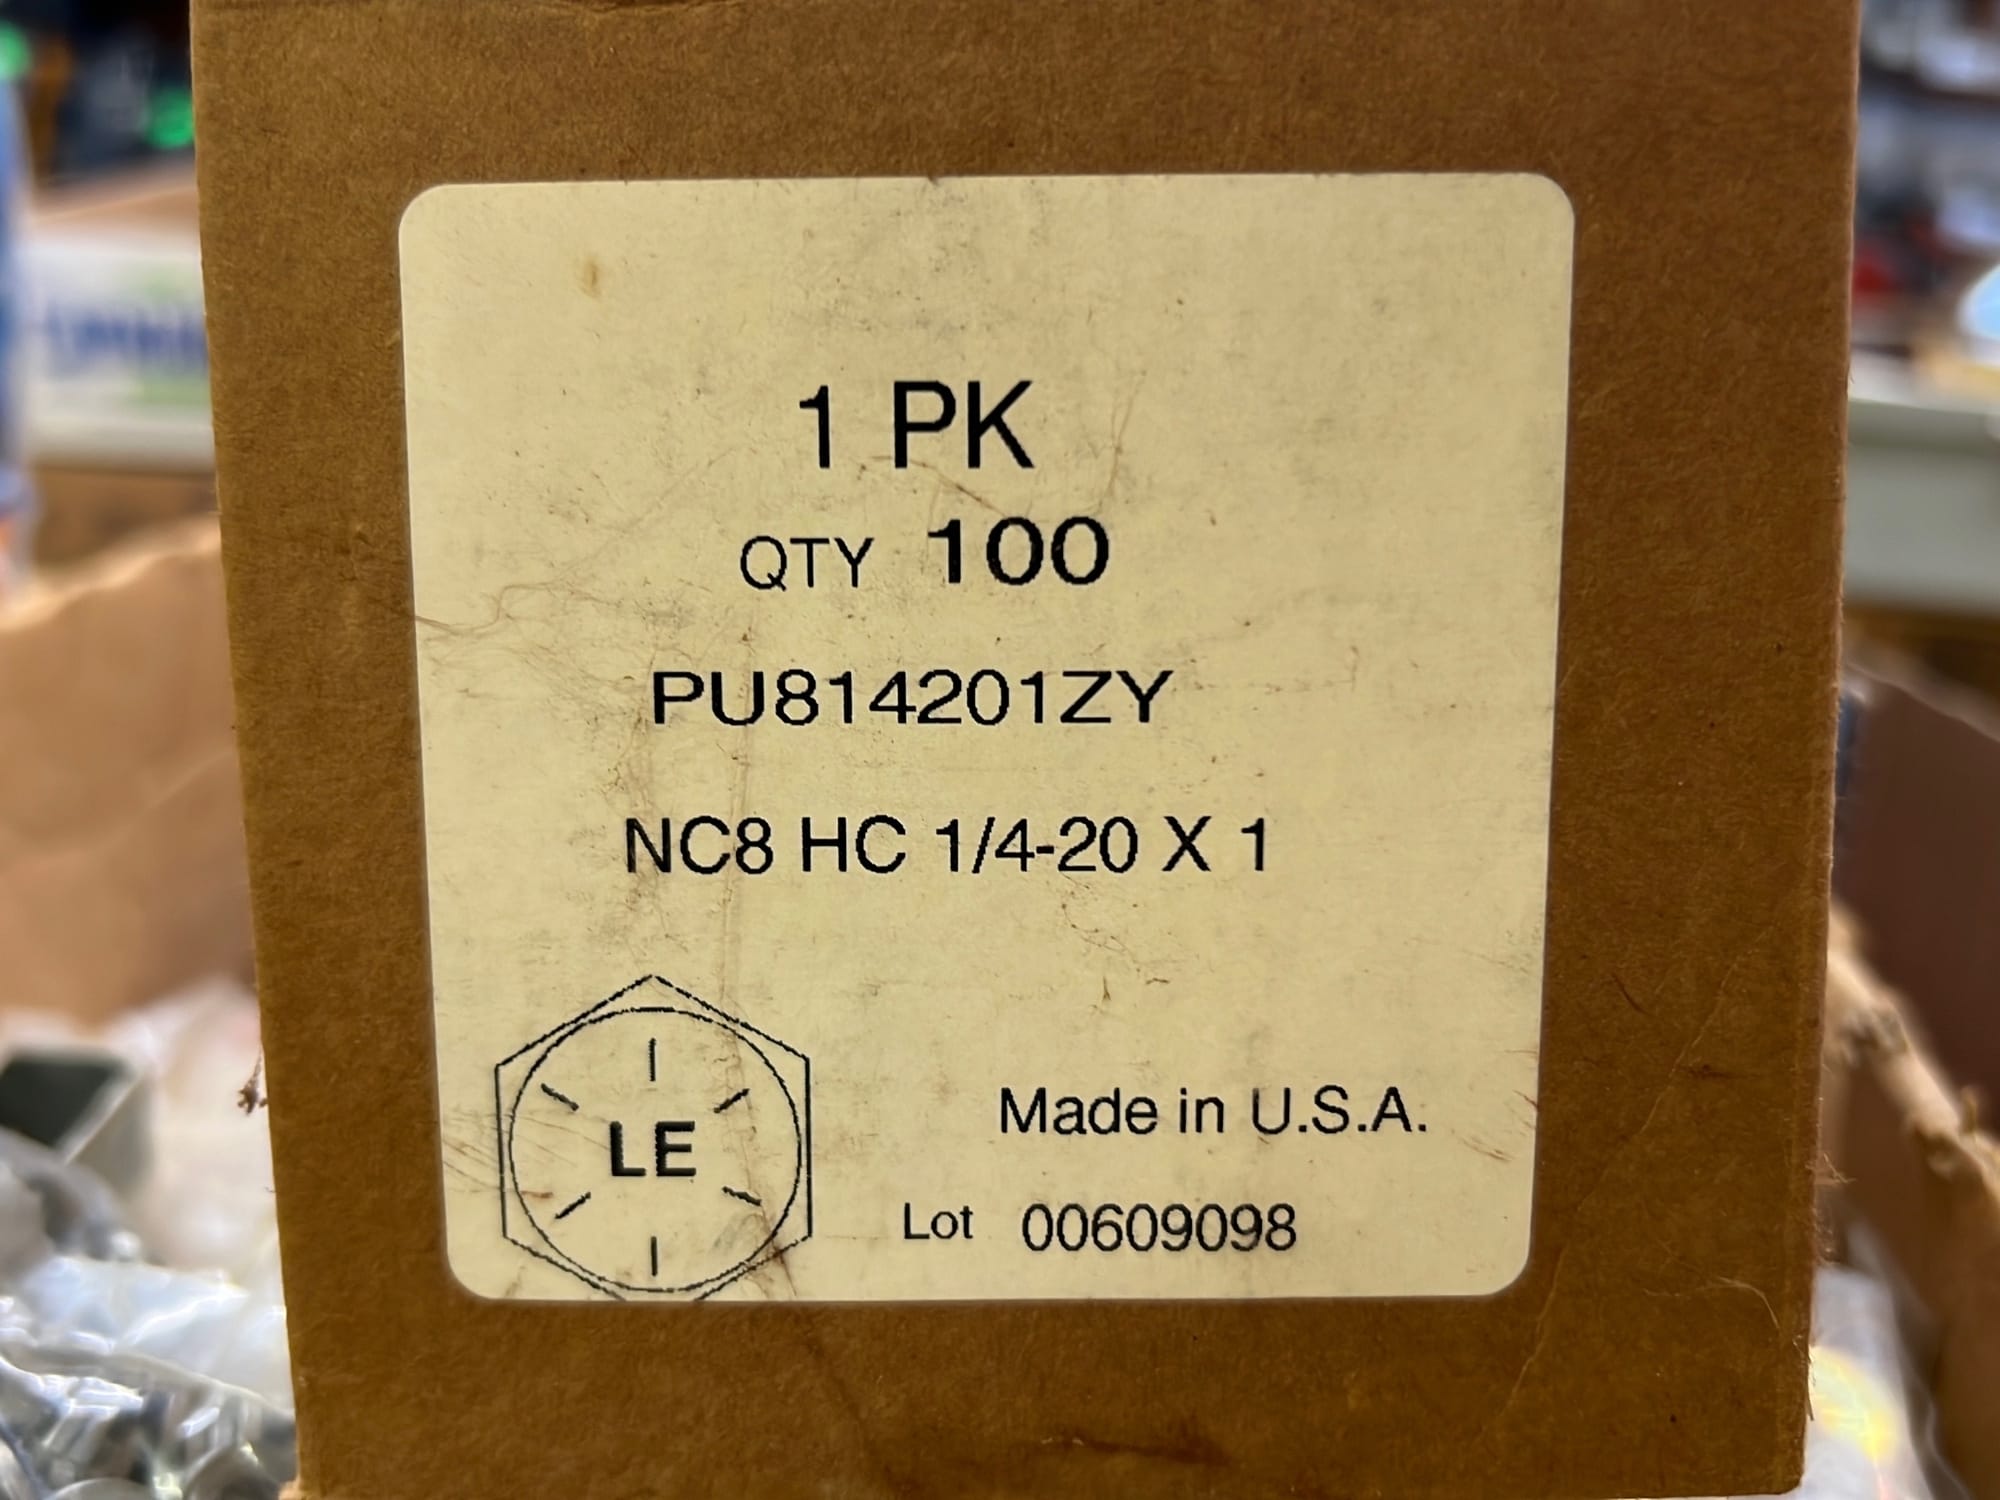 1 PK
QTY 100
PU814201ZY
NC8 HC 1/4-20 X 1
LE
Made in U.S.A.
Lot 00609098